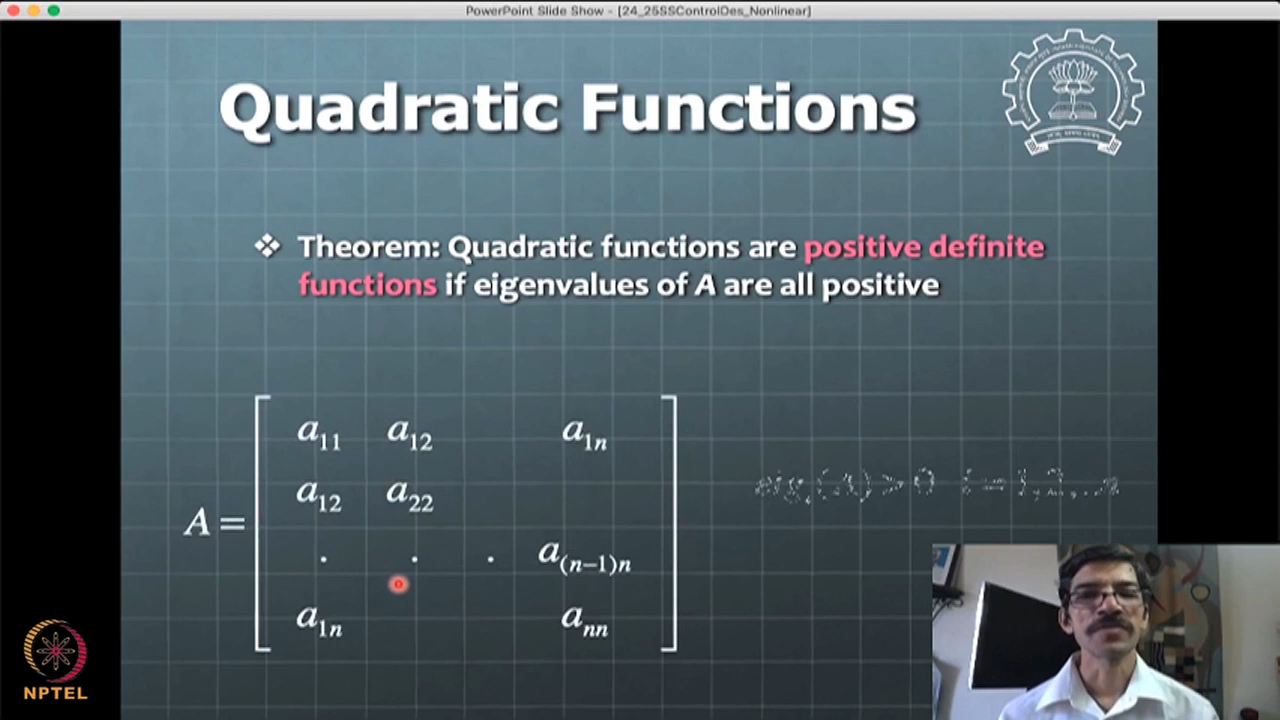 PowerPoint Slide Show - [24_25SSControlDes_Nonlinear]
Quadratic Functions
❖ Theorem: Quadratic functions are positive definite
functions if eigenvalues of A are all positive
a₁₁ a₁₂ a₁ₙ
a₁₂ a₂₂
A =
. . . a₍ₙ₋₁₎ₙ
a₁ₙ aₙₙ
NPTEL